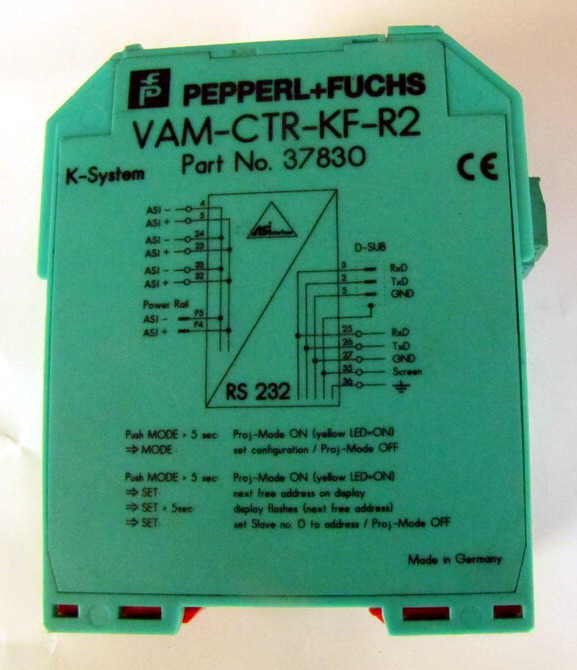 PEPPERL+FUCHS
VAM-CTR-KF-R2
Part No. 37830
K-System
CE
ASI - 4
ASI + 5
ASI - 24
ASI + 25
ASI - 33
ASI + 32
Power Rail
ASI - P5
ASI + P4
ASi
D-SUB
3 RxD
2 TxD
5 GND
25 RxD
26 TxD
27 GND
35 Screen
36
RS 232
Push MODE > 5 sec: Proj.-Mode ON (yellow LED=ON)
⇒ MODE: set configuration / Proj.-Mode OFF
Push MODE > 5 sec: Proj.-Mode ON (yellow LED=ON)
⇒ SET: next free address on display
⇒ SET > 5sec: display flashes (next free address)
⇒ SET: set Slave no. 0 to address / Proj.-Mode OFF
Made in Germany